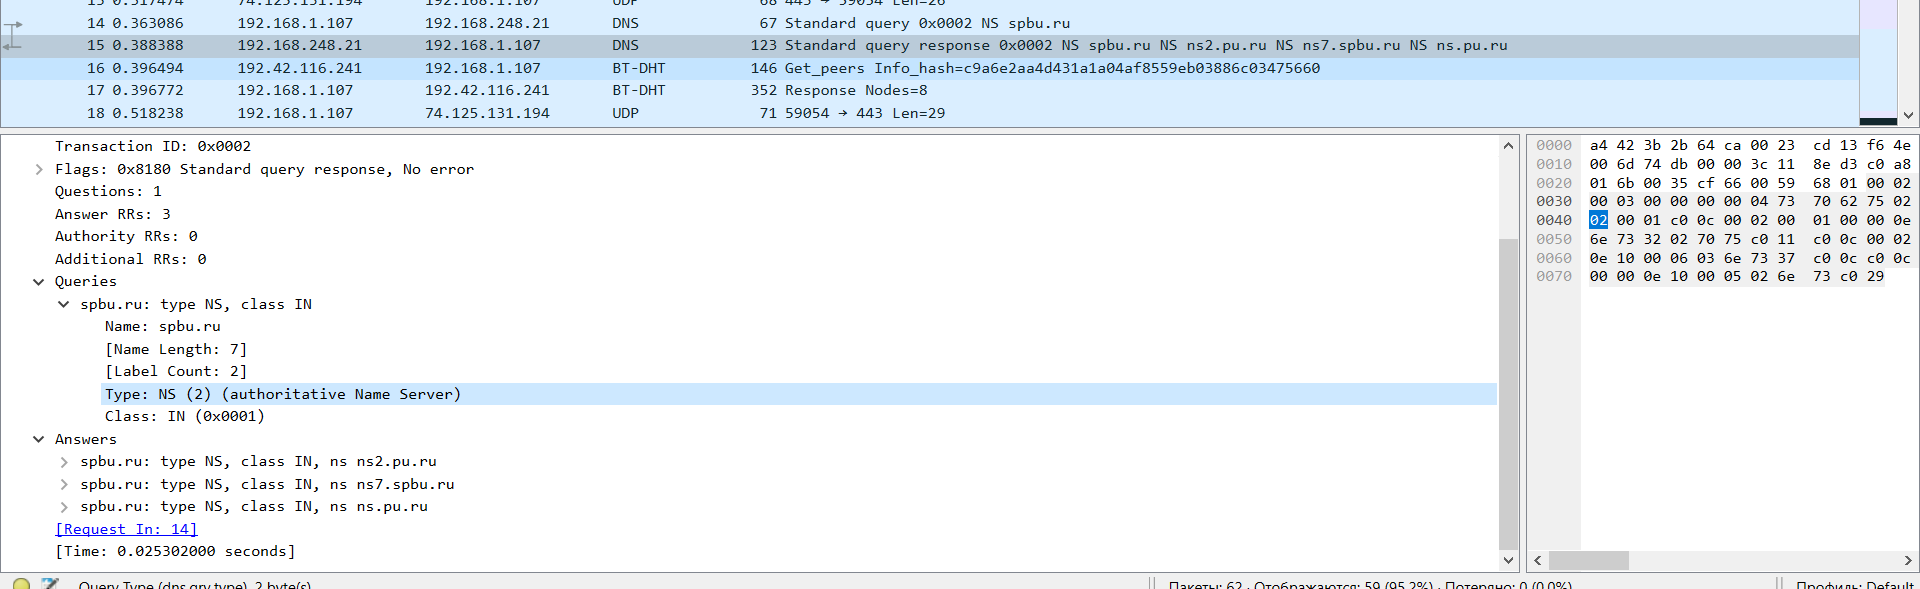 15 0.317474 74.125.131.194 192.168.1.107 UDP 68 443 → 59054 Len=26
14 0.363086 192.168.1.107 192.168.248.21 DNS 67 Standard query 0x0002 NS spbu.ru
15 0.388388 192.168.248.21 192.168.1.107 DNS 123 Standard query response 0x0002 NS spbu.ru NS ns2.pu.ru NS ns7.spbu.ru NS ns.pu.ru
16 0.396494 192.42.116.241 192.168.1.107 BT-DHT 146 Get_peers Info_hash=c9a6e2aa4d431a1a04af8559eb03886c03475660
17 0.396772 192.168.1.107 192.42.116.241 BT-DHT 352 Response Nodes=8
18 0.518238 192.168.1.107 74.125.131.194 UDP 71 59054 → 443 Len=29
Transaction ID: 0x0002
Flags: 0x8180 Standard query response, No error
Questions: 1
Answer RRs: 3
Authority RRs: 0
Additional RRs: 0
Queries
spbu.ru: type NS, class IN
Name: spbu.ru
[Name Length: 7]
[Label Count: 2]
Type: NS (2) (authoritative Name Server)
Class: IN (0x0001)
Answers
spbu.ru: type NS, class IN, ns ns2.pu.ru
spbu.ru: type NS, class IN, ns ns7.spbu.ru
spbu.ru: type NS, class IN, ns ns.pu.ru
[Request In: 14]
[Time: 0.025302000 seconds]
0000 a4 42 3b 2b 64 ca 00 23 cd 13 f6 4e
0010 00 6d 74 db 00 00 3c 11 8e d3 c0 a8
0020 01 6b 00 35 cf 66 00 59 68 01 00 02
0030 00 03 00 00 00 00 04 73 70 62 75 02
0040 02 00 01 c0 0c 00 02 00 01 00 00 0e
0050 6e 73 32 02 70 75 c0 11 c0 0c 00 02
0060 0e 10 00 06 03 6e 73 37 c0 0c c0 0c
0070 00 00 0e 10 00 05 02 6e 73 c0 29
Query Type (dns.qry.type), 2 byte(s)
Пакеты: 62 · Отображаются: 59 (95.2%) · Потеряно: 0 (0.0%)
Профиль: Default